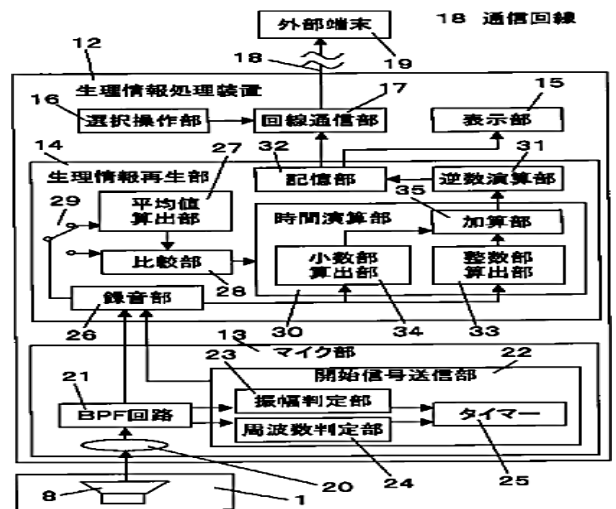 外部端末
18 通信回線
19
18
12
生理情報処理装置
17
15
16
選択操作部
回線通信部
表示部
14
27
32
31
生理情報再生部
記憶部
逆数演算部
29
平均値
算出部
35
時間演算部
加算部
比較部
28
小数部
算出部
整数部
算出部
録音部
26
30
34
33
13
マイク部
23
22
21
開始信号送信部
BPF回路
振幅判定部
タイマー
周波数判定部
20
24
25
8
1